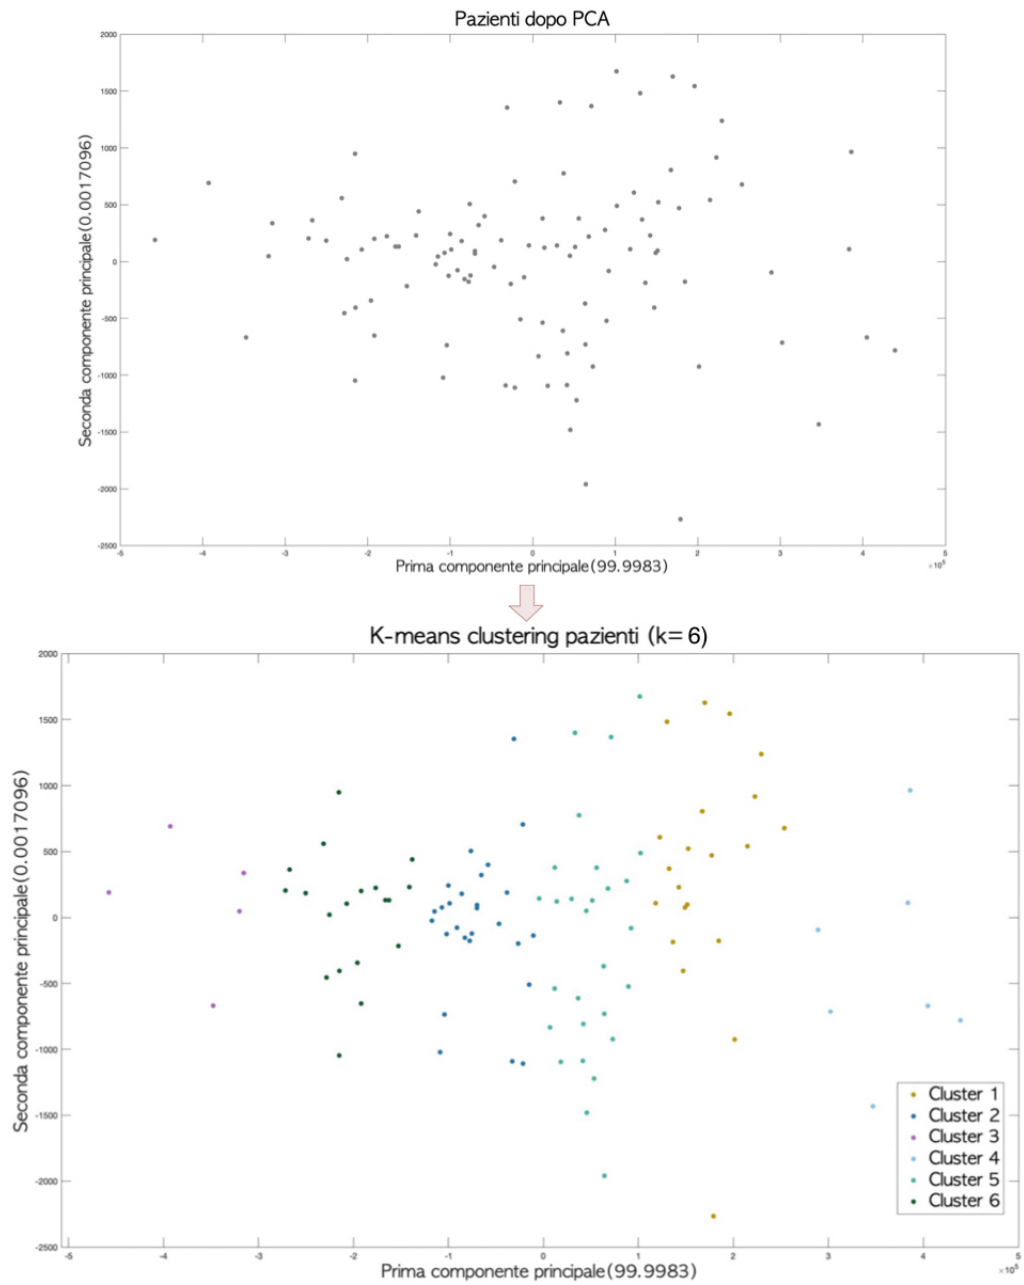 Pazienti dopo PCA
2000
1500
1000
500
0
-500
-1000
-1500
-2000
-2500
Seconda componente principale(0.0017096)
-5 -4 -3 -2 -1 0 1 2 3 4 5
×10⁵
Prima componente principale(99.9983)
K-means clustering pazienti (k=6)
2000
1500
1000
500
0
-500
-1000
-1500
-2000
-2500
Seconda componente principale(0.0017096)
Cluster 1
Cluster 2
Cluster 3
Cluster 4
Cluster 5
Cluster 6
-5 -4 -3 -2 -1 0 1 2 3 4 5
×10⁵
Prima componente principale(99.9983)